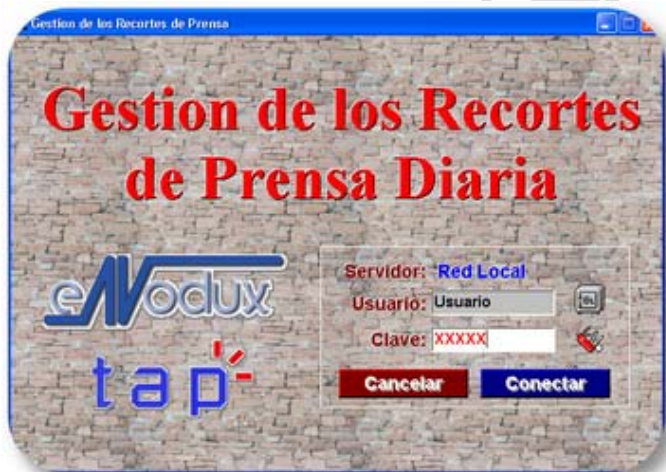 Gestion de los Recortes de Prensa
Gestion de los Recortes
de Prensa Diaria
eNodux
tap
Servidor: Red Local
Usuario: Usuario
Clave: XXXXX
Cancelar Conectar